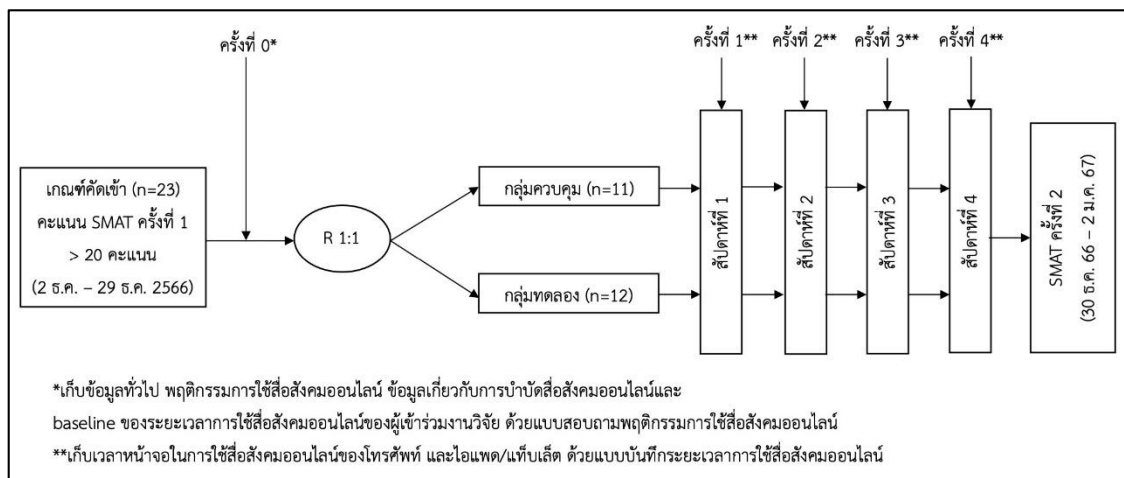 ครั้งที่ 0*
ครั้งที่ 1**
ครั้งที่ 2**
ครั้งที่ 3**
ครั้งที่ 4**
เกณฑ์คัดเข้า (n=23)
คะแนน SMAT ครั้งที่ 1
> 20 คะแนน
(2 ธ.ค. – 29 ธ.ค. 2566)
R 1:1
กลุ่มควบคุม (n=11)
กลุ่มทดลอง (n=12)
สัปดาห์ที่ 1
สัปดาห์ที่ 2
สัปดาห์ที่ 3
สัปดาห์ที่ 4
SMAT ครั้งที่ 2
(30 ธ.ค. 66 – 2 ม.ค. 67)
*เก็บข้อมูลทั่วไป พฤติกรรมการใช้สื่อสังคมออนไลน์ ข้อมูลเกี่ยวกับการบำบัดสื่อสังคมออนไลน์และ
baseline ของระยะเวลาการใช้สื่อสังคมออนไลน์ของผู้เข้าร่วมงานวิจัย ด้วยแบบสอบถามพฤติกรรมการใช้สื่อสังคมออนไลน์
**เก็บเวลาหน้าจอในการใช้สื่อสังคมออนไลน์ของโทรศัพท์ และไอแพด/แท็บเล็ต ด้วยแบบบันทึกระยะเวลาการใช้สื่อสังคมออนไลน์